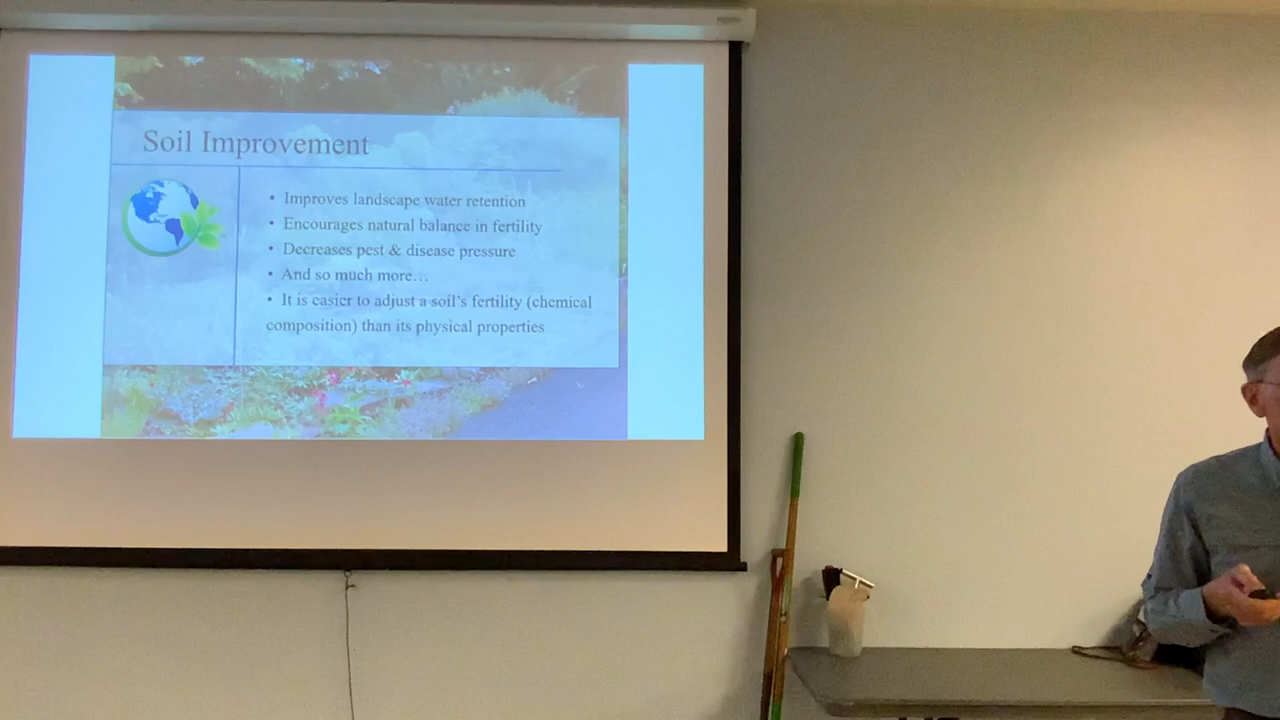 Soil Improvement
• Improves landscape water retention
• Encourages natural balance in fertility
• Decreases pest & disease pressure
• And so much more…
• It is easier to adjust a soil’s fertility (chemical
composition) than its physical properties